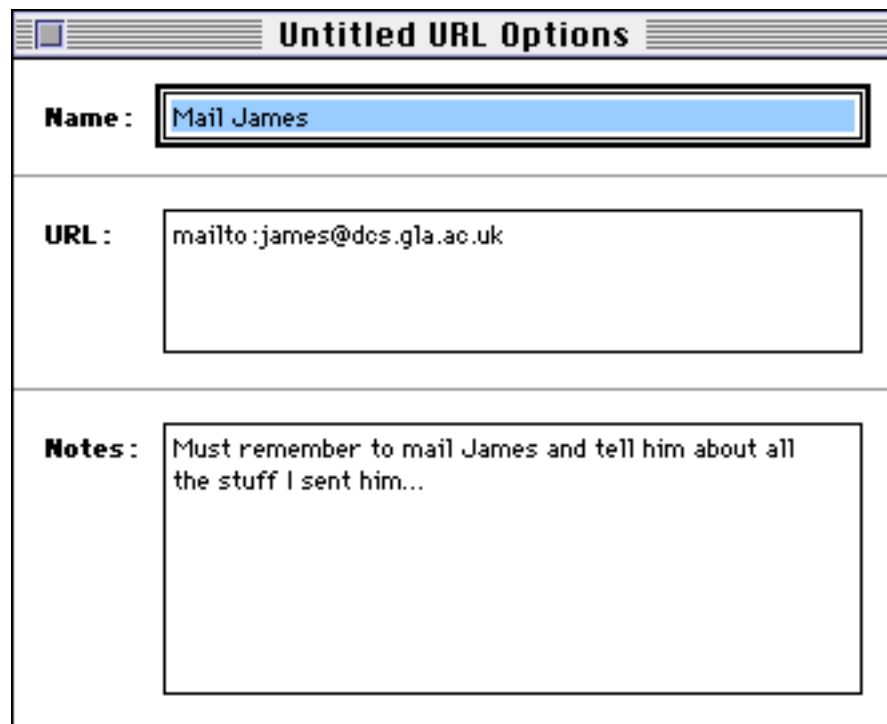 Untitled URL Options
Name: Mail James
URL: mailto:james@dcs.gla.ac.uk
Notes: Must remember to mail James and tell him about all
the stuff I sent him...